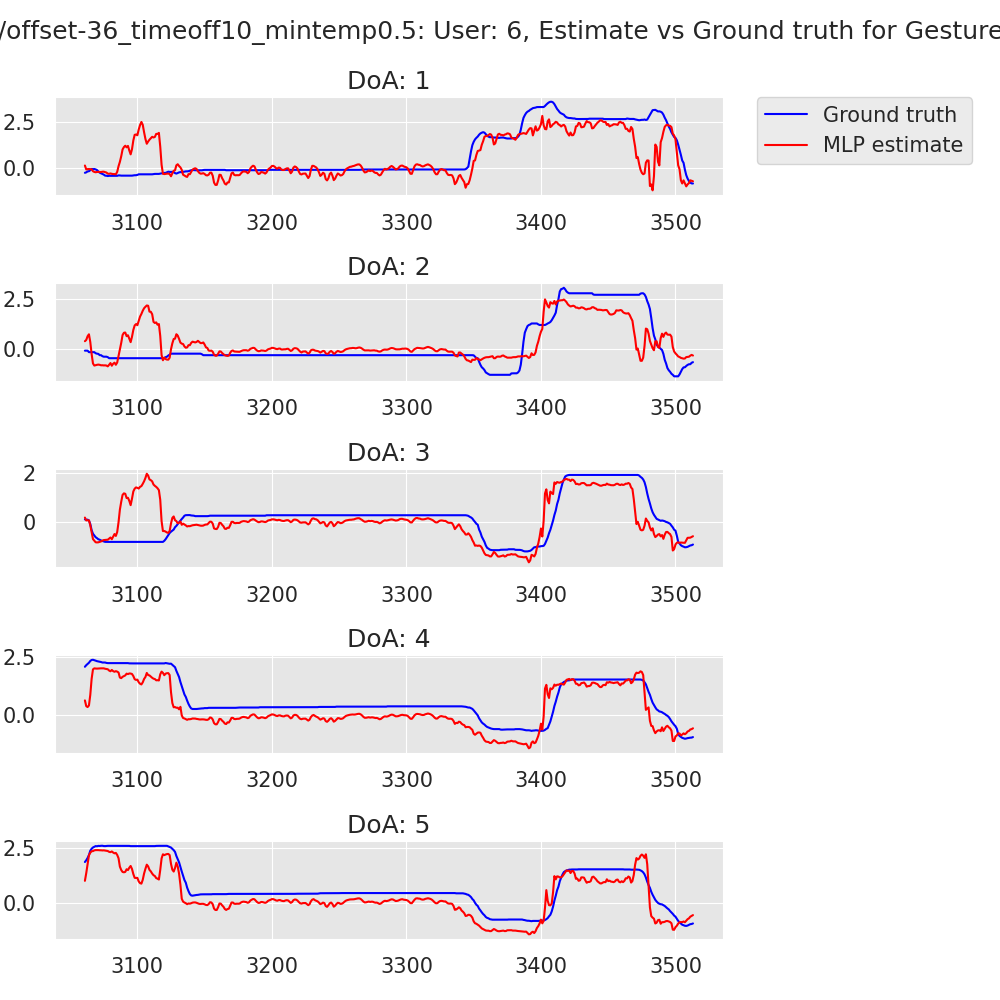 /offset-36_timeoff10_mintemp0.5: User: 6, Estimate vs Ground truth for Gesture
DoA: 1
Ground truth
MLP estimate
2.5
0.0
3100 3200 3300 3400 3500
DoA: 2
2.5
0.0
3100 3200 3300 3400 3500
DoA: 3
2
0
3100 3200 3300 3400 3500
DoA: 4
2.5
0.0
3100 3200 3300 3400 3500
DoA: 5
2.5
0.0
3100 3200 3300 3400 3500